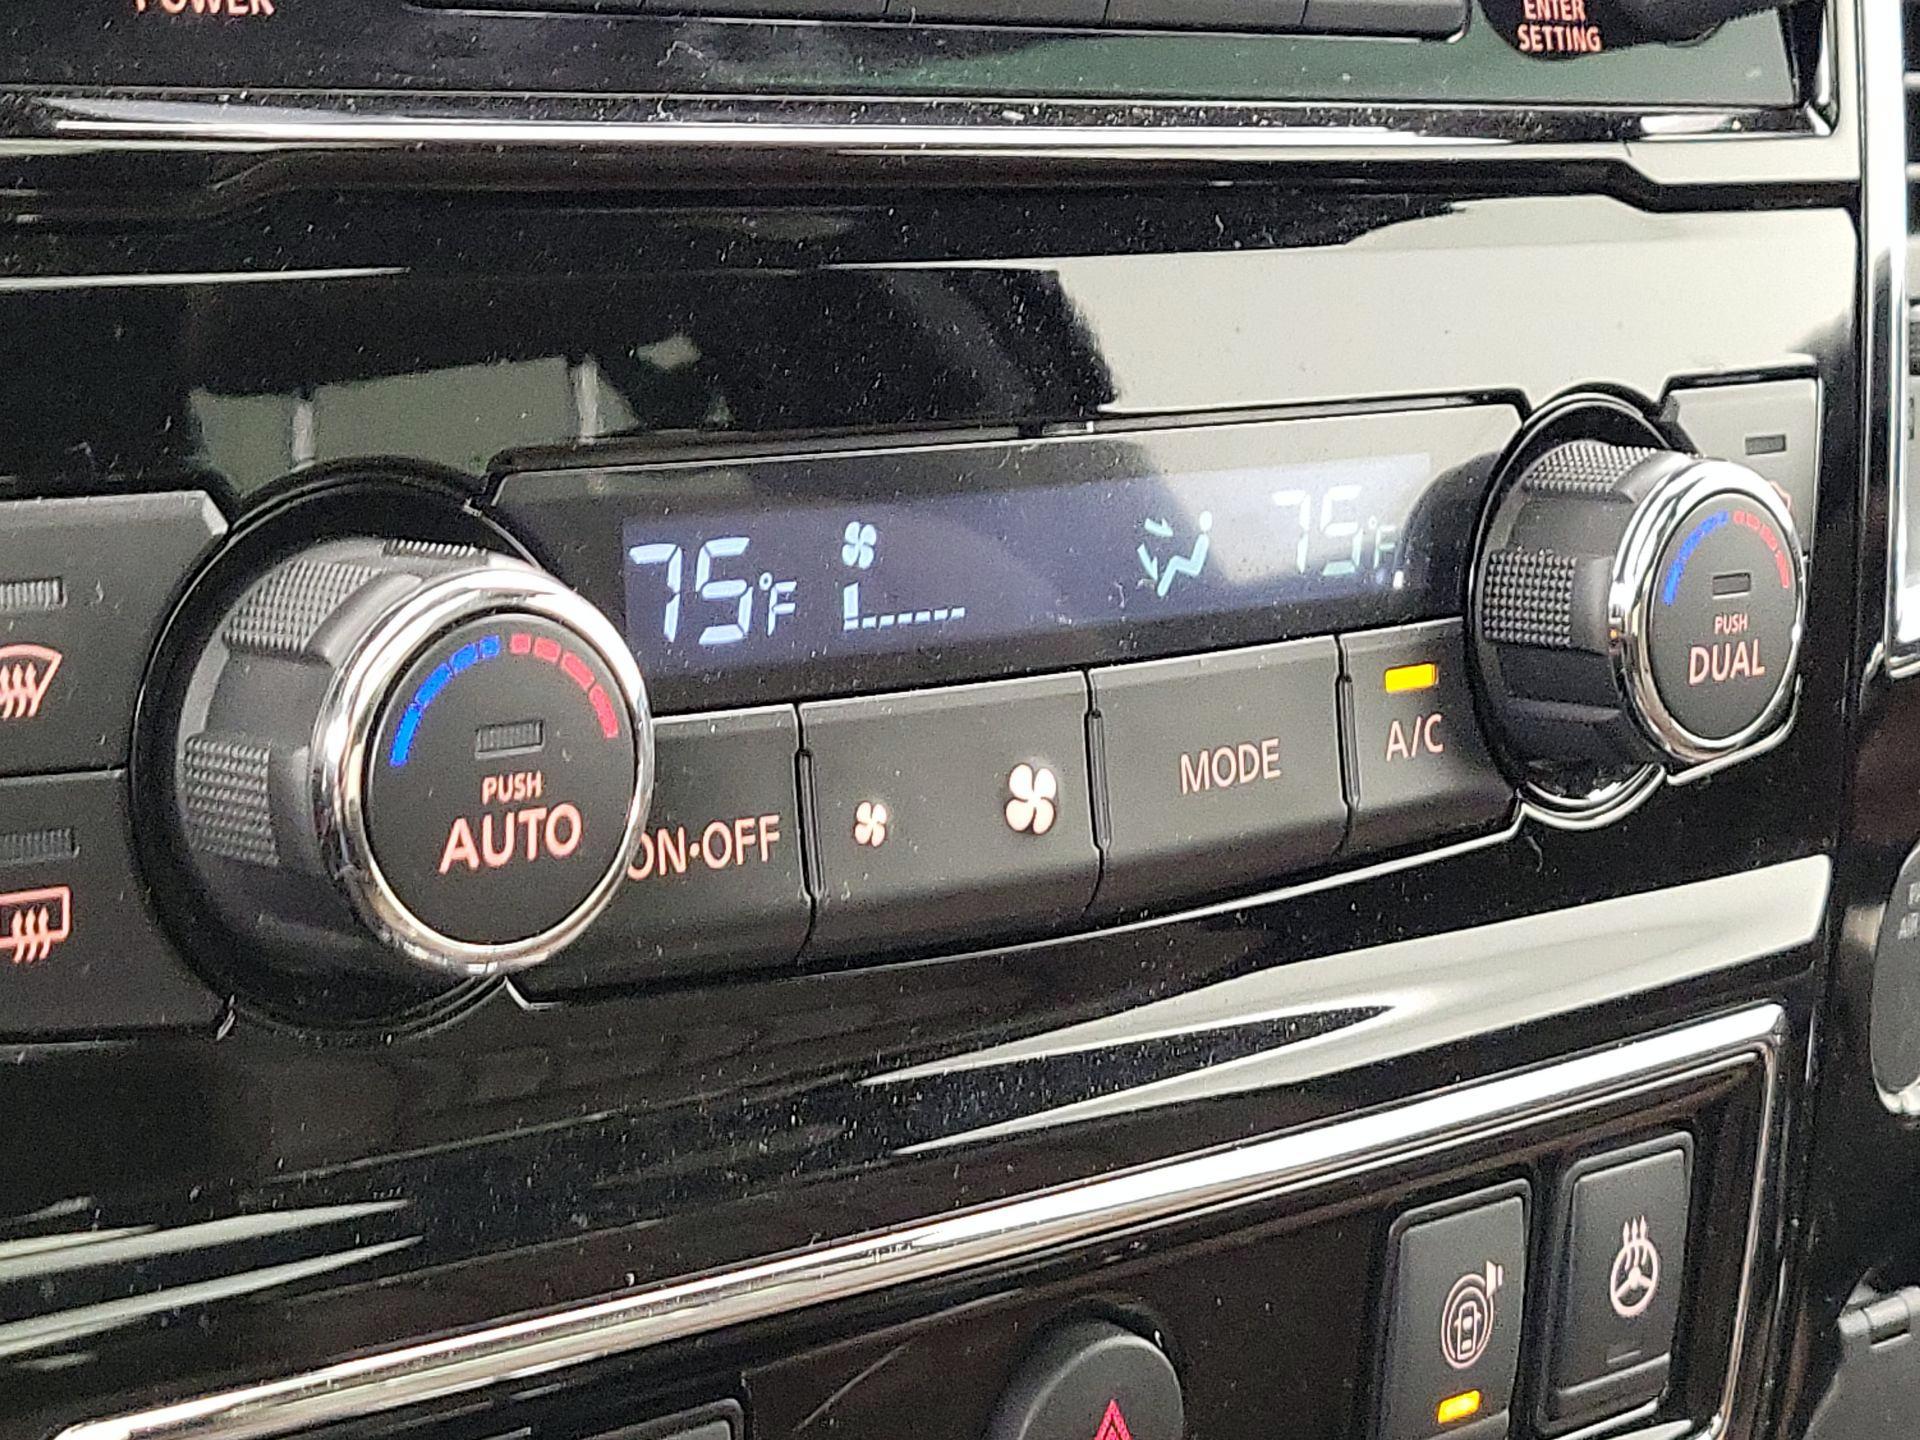 POWER
ENTER
SETTING
75°F
75°F
PUSH
AUTO
ON•OFF
MODE
A/C
PUSH
DUAL